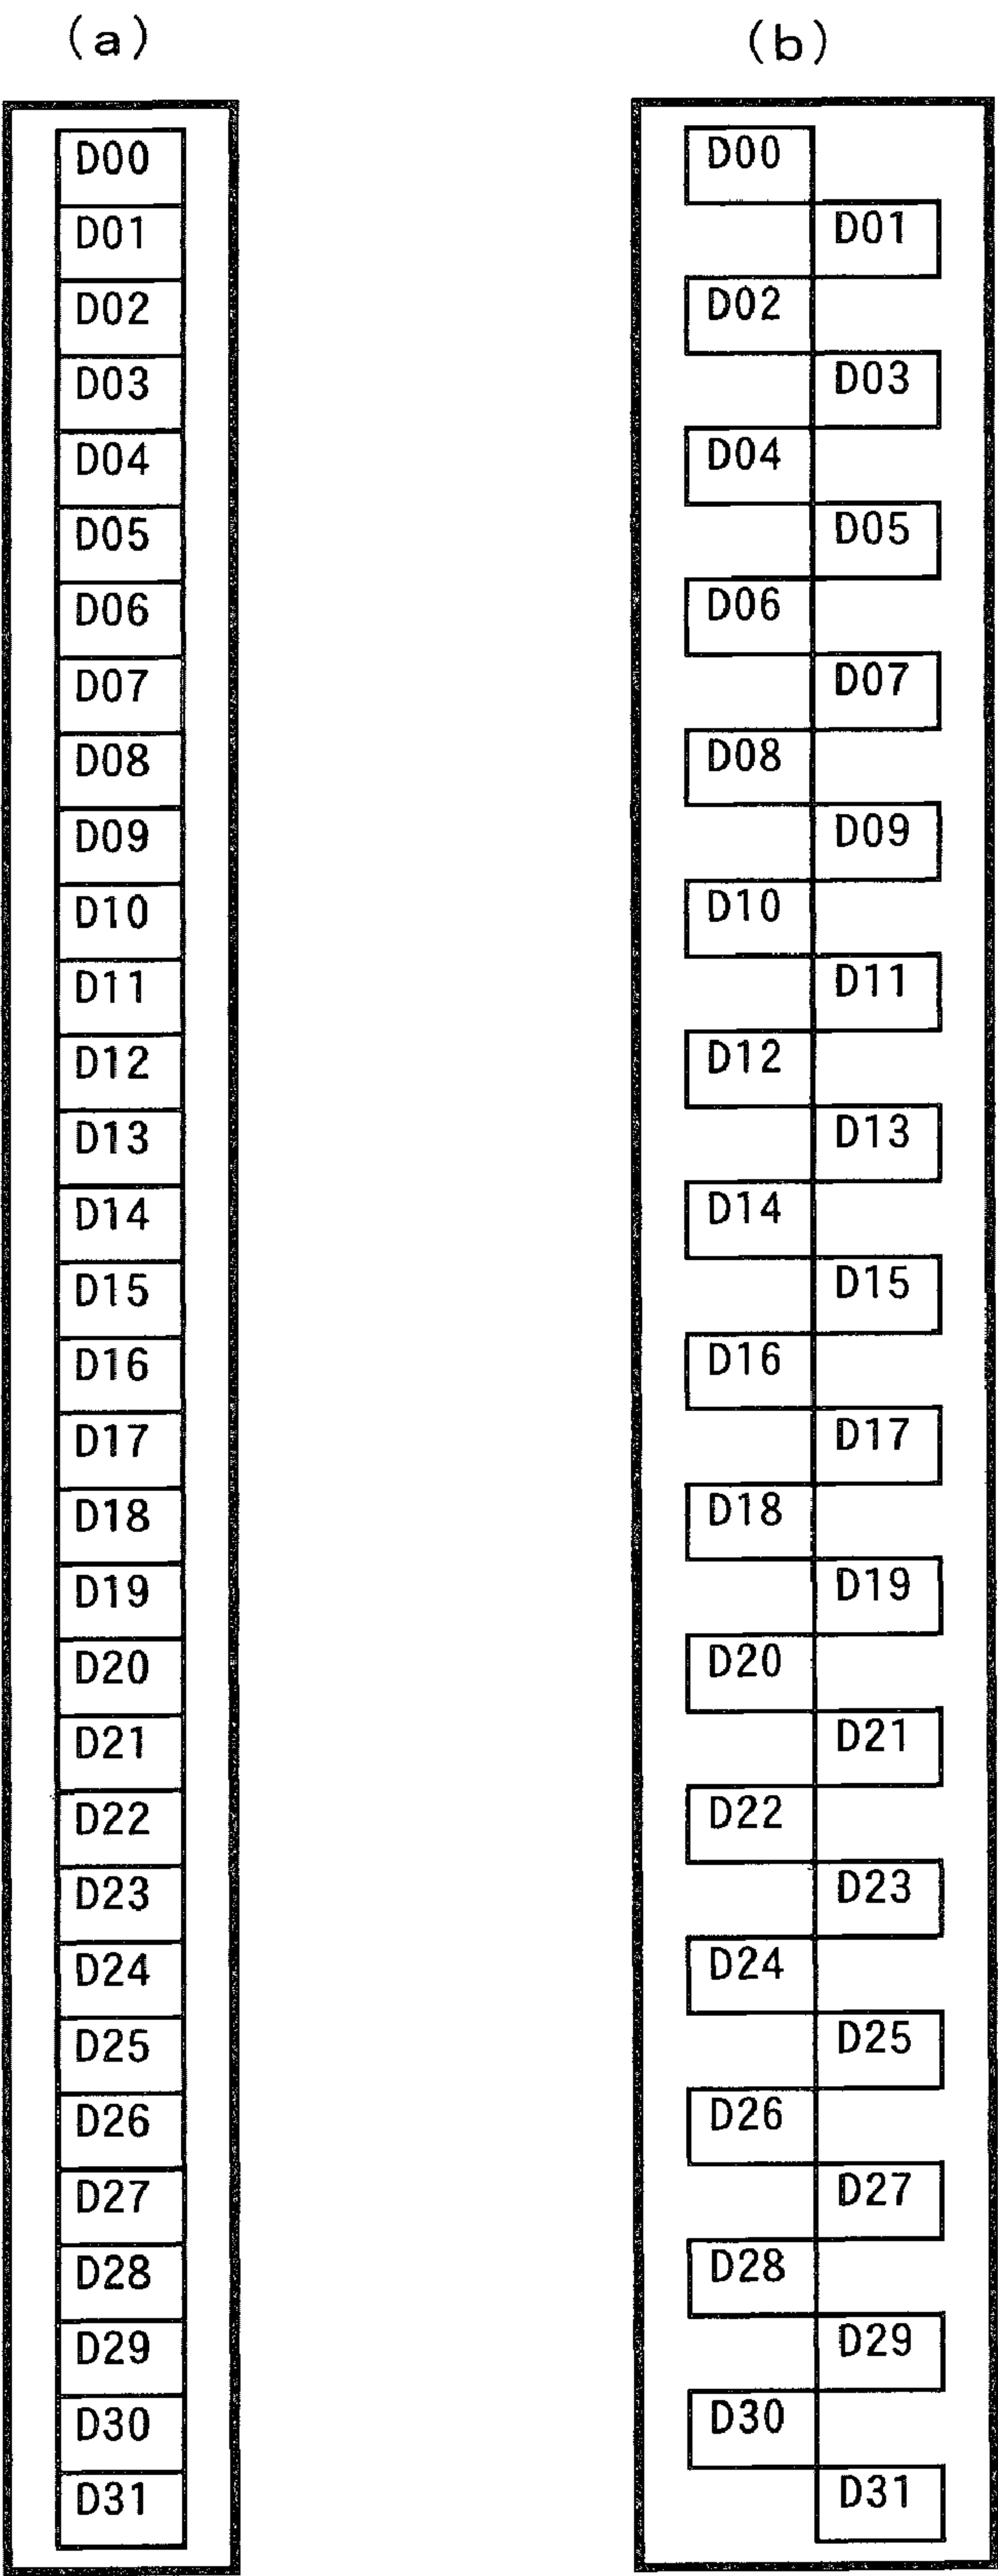 (a)
D00
D01
D02
D03
D04
D05
D06
D07
D08
D09
D10
D11
D12
D13
D14
D15
D16
D17
D18
D19
D20
D21
D22
D23
D24
D25
D26
D27
D28
D29
D30
D31
(b)
D00
D01
D02
D03
D04
D05
D06
D07
D08
D09
D10
D11
D12
D13
D14
D15
D16
D17
D18
D19
D20
D21
D22
D23
D24
D25
D26
D27
D28
D29
D30
D31